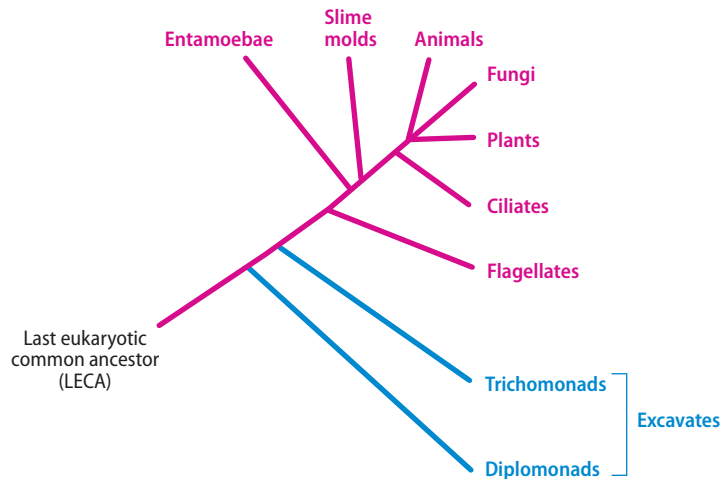 Slime
molds
Entamoebae
Animals
Fungi
Plants
Ciliates
Flagellates
Last eukaryotic
common ancestor
(LECA)
Trichomonads
Excavates
Diplomonads